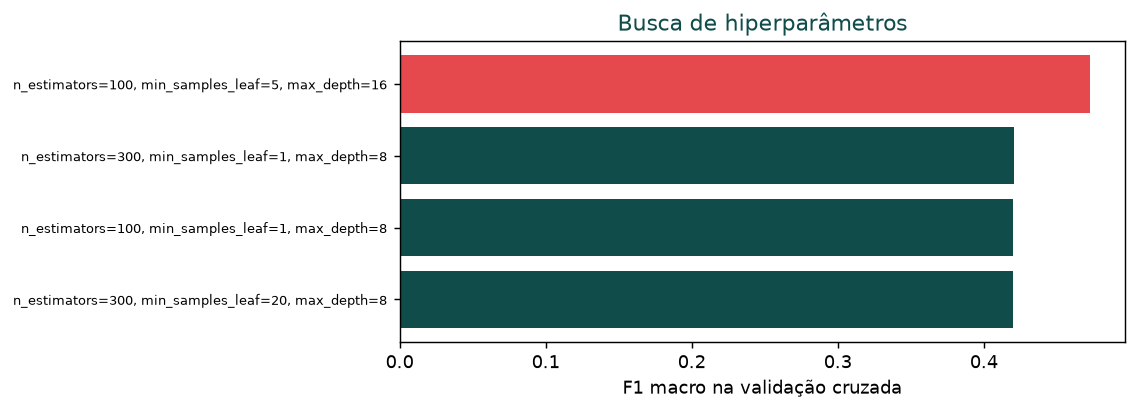 Busca de hiperparâmetros
n_estimators=100, min_samples_leaf=5, max_depth=16
n_estimators=300, min_samples_leaf=1, max_depth=8
n_estimators=100, min_samples_leaf=1, max_depth=8
n_estimators=300, min_samples_leaf=20, max_depth=8
0.0 0.1 0.2 0.3 0.4
F1 macro na validação cruzada